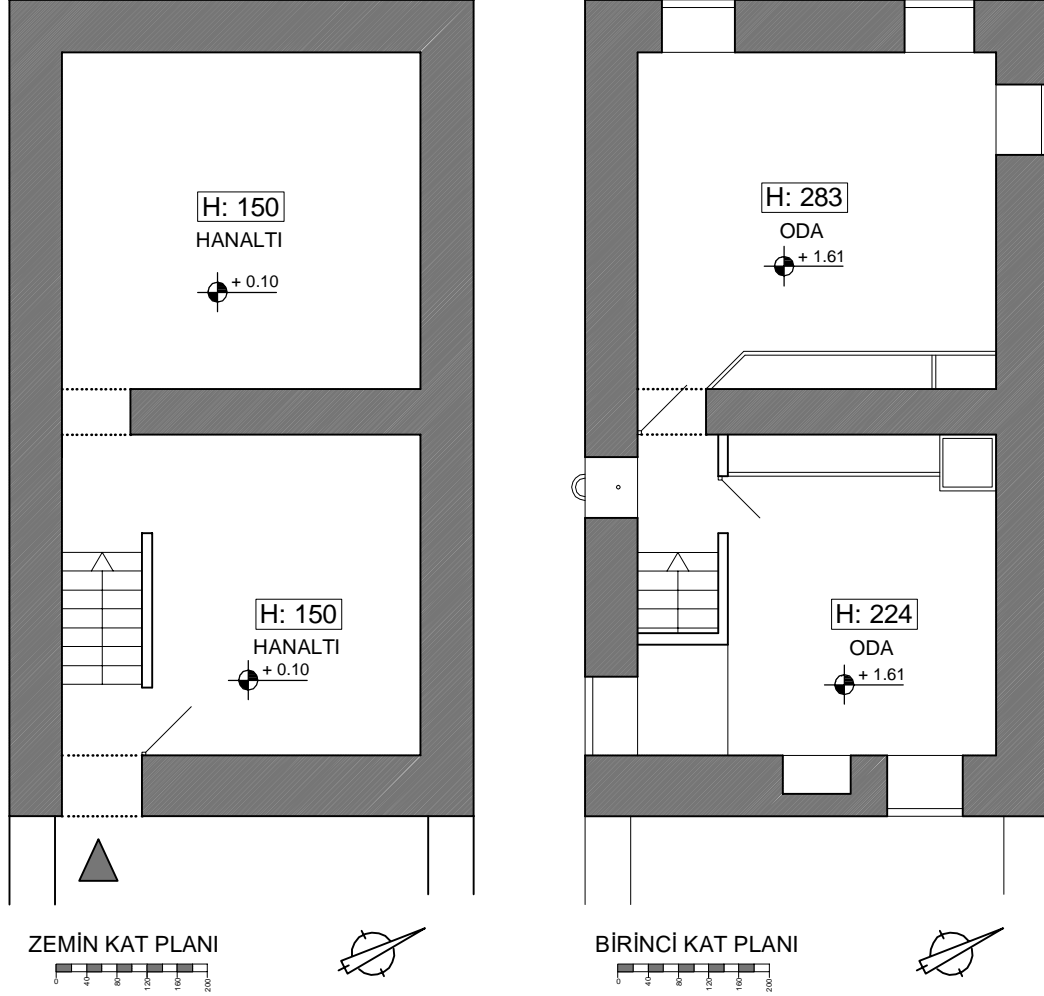 H: 150
HANALTI
+ 0.10
H: 150
HANALTI
+ 0.10
ZEMİN KAT PLANI
0 40 80 120 160 200
H: 283
ODA
+ 1.61
H: 224
ODA
+ 1.61
BİRİNCİ KAT PLANI
0 40 80 120 160 200